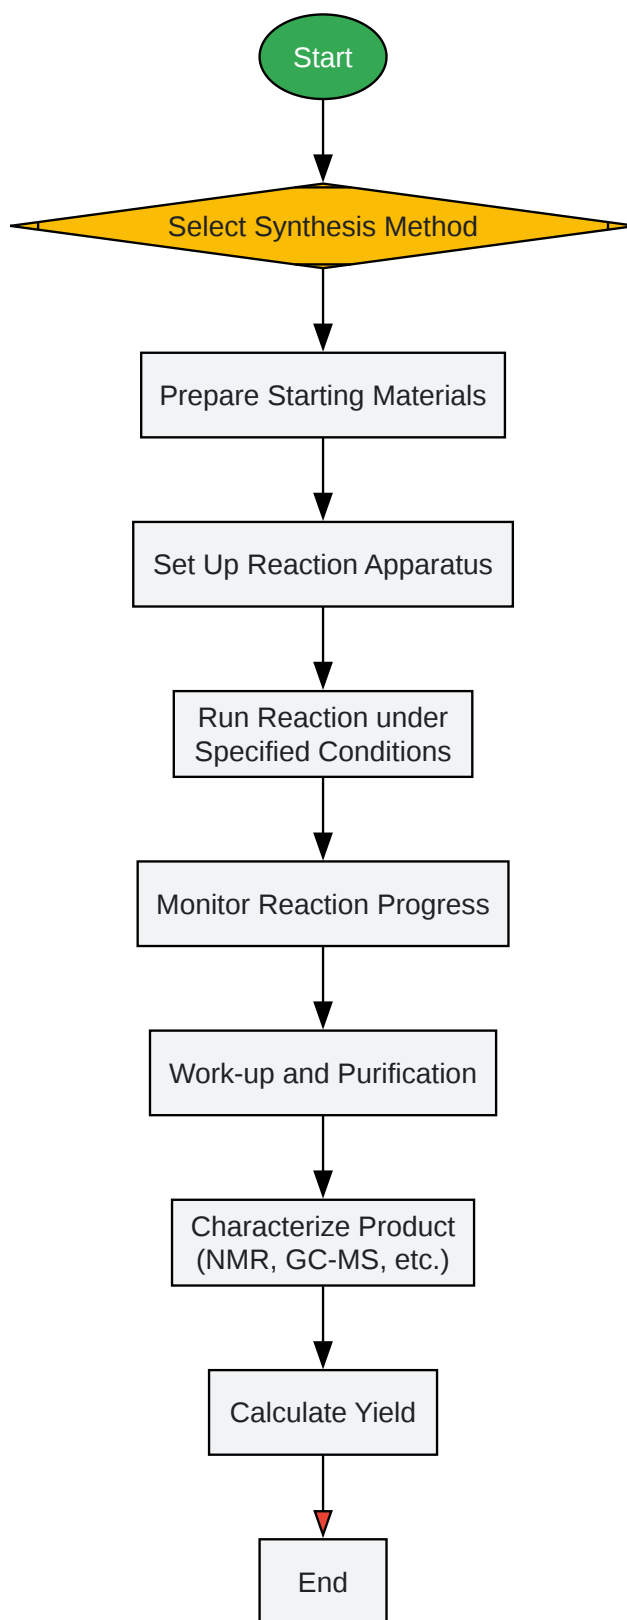 Start
Select Synthesis Method
Prepare Starting Materials
Set Up Reaction Apparatus
Run Reaction under
Specified Conditions
Monitor Reaction Progress
Work-up and Purification
Characterize Product
(NMR, GC-MS, etc.)
Calculate Yield
End